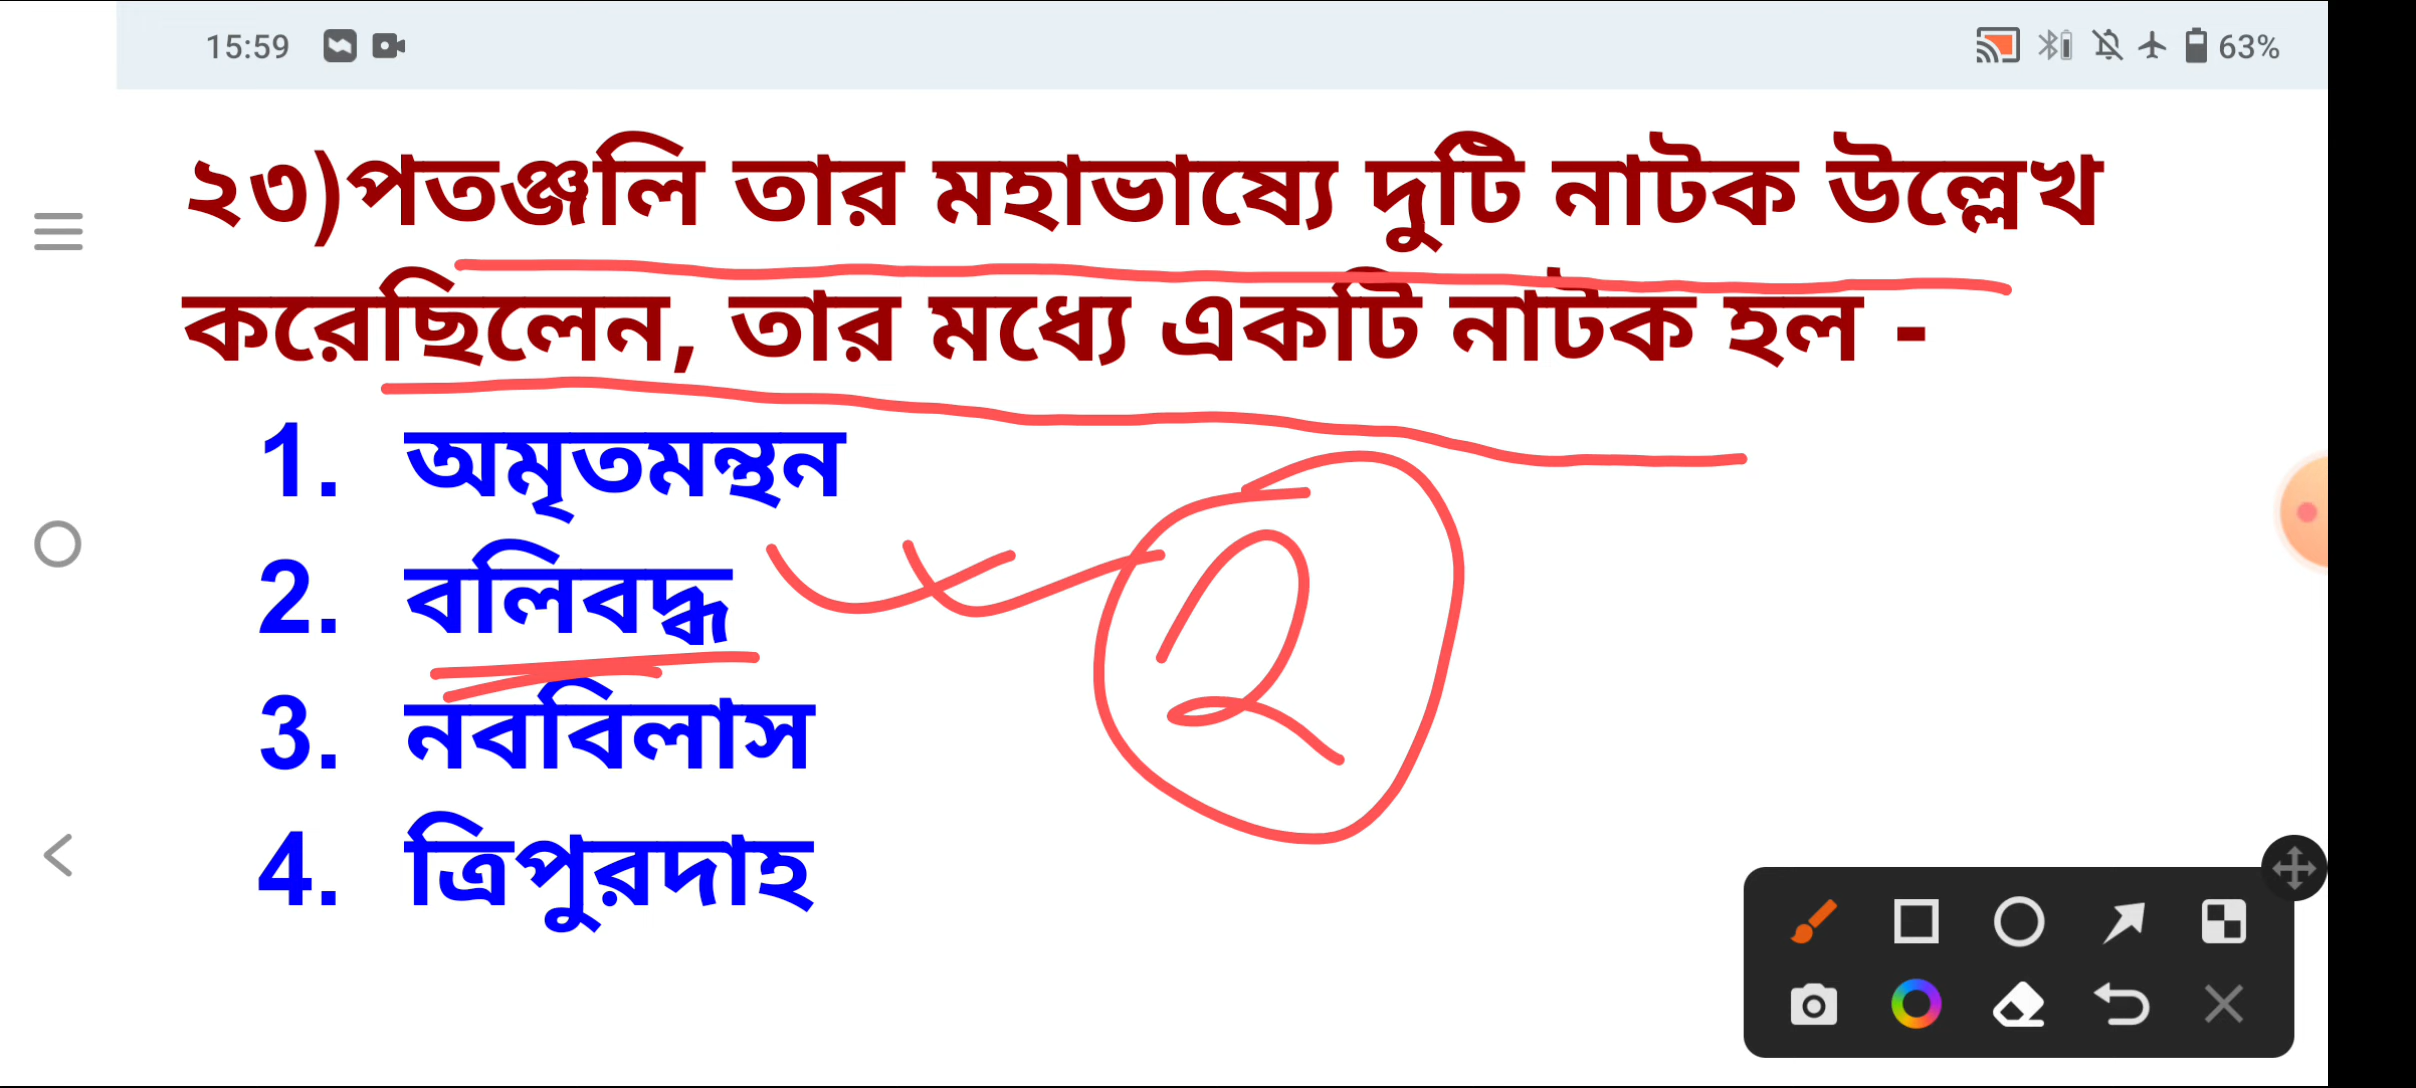 15:59 63%
২৩)পতঞ্জলি তার মহাভাষ্যে দুটি নাটক উল্লেখ
করেছিলেন, তার মধ্যে একটি নাটক হল -
1. অমৃতমন্থন
2. বলিবদ্ধ
2
3. নববিলাস
4. ত্রিপুরদাহ